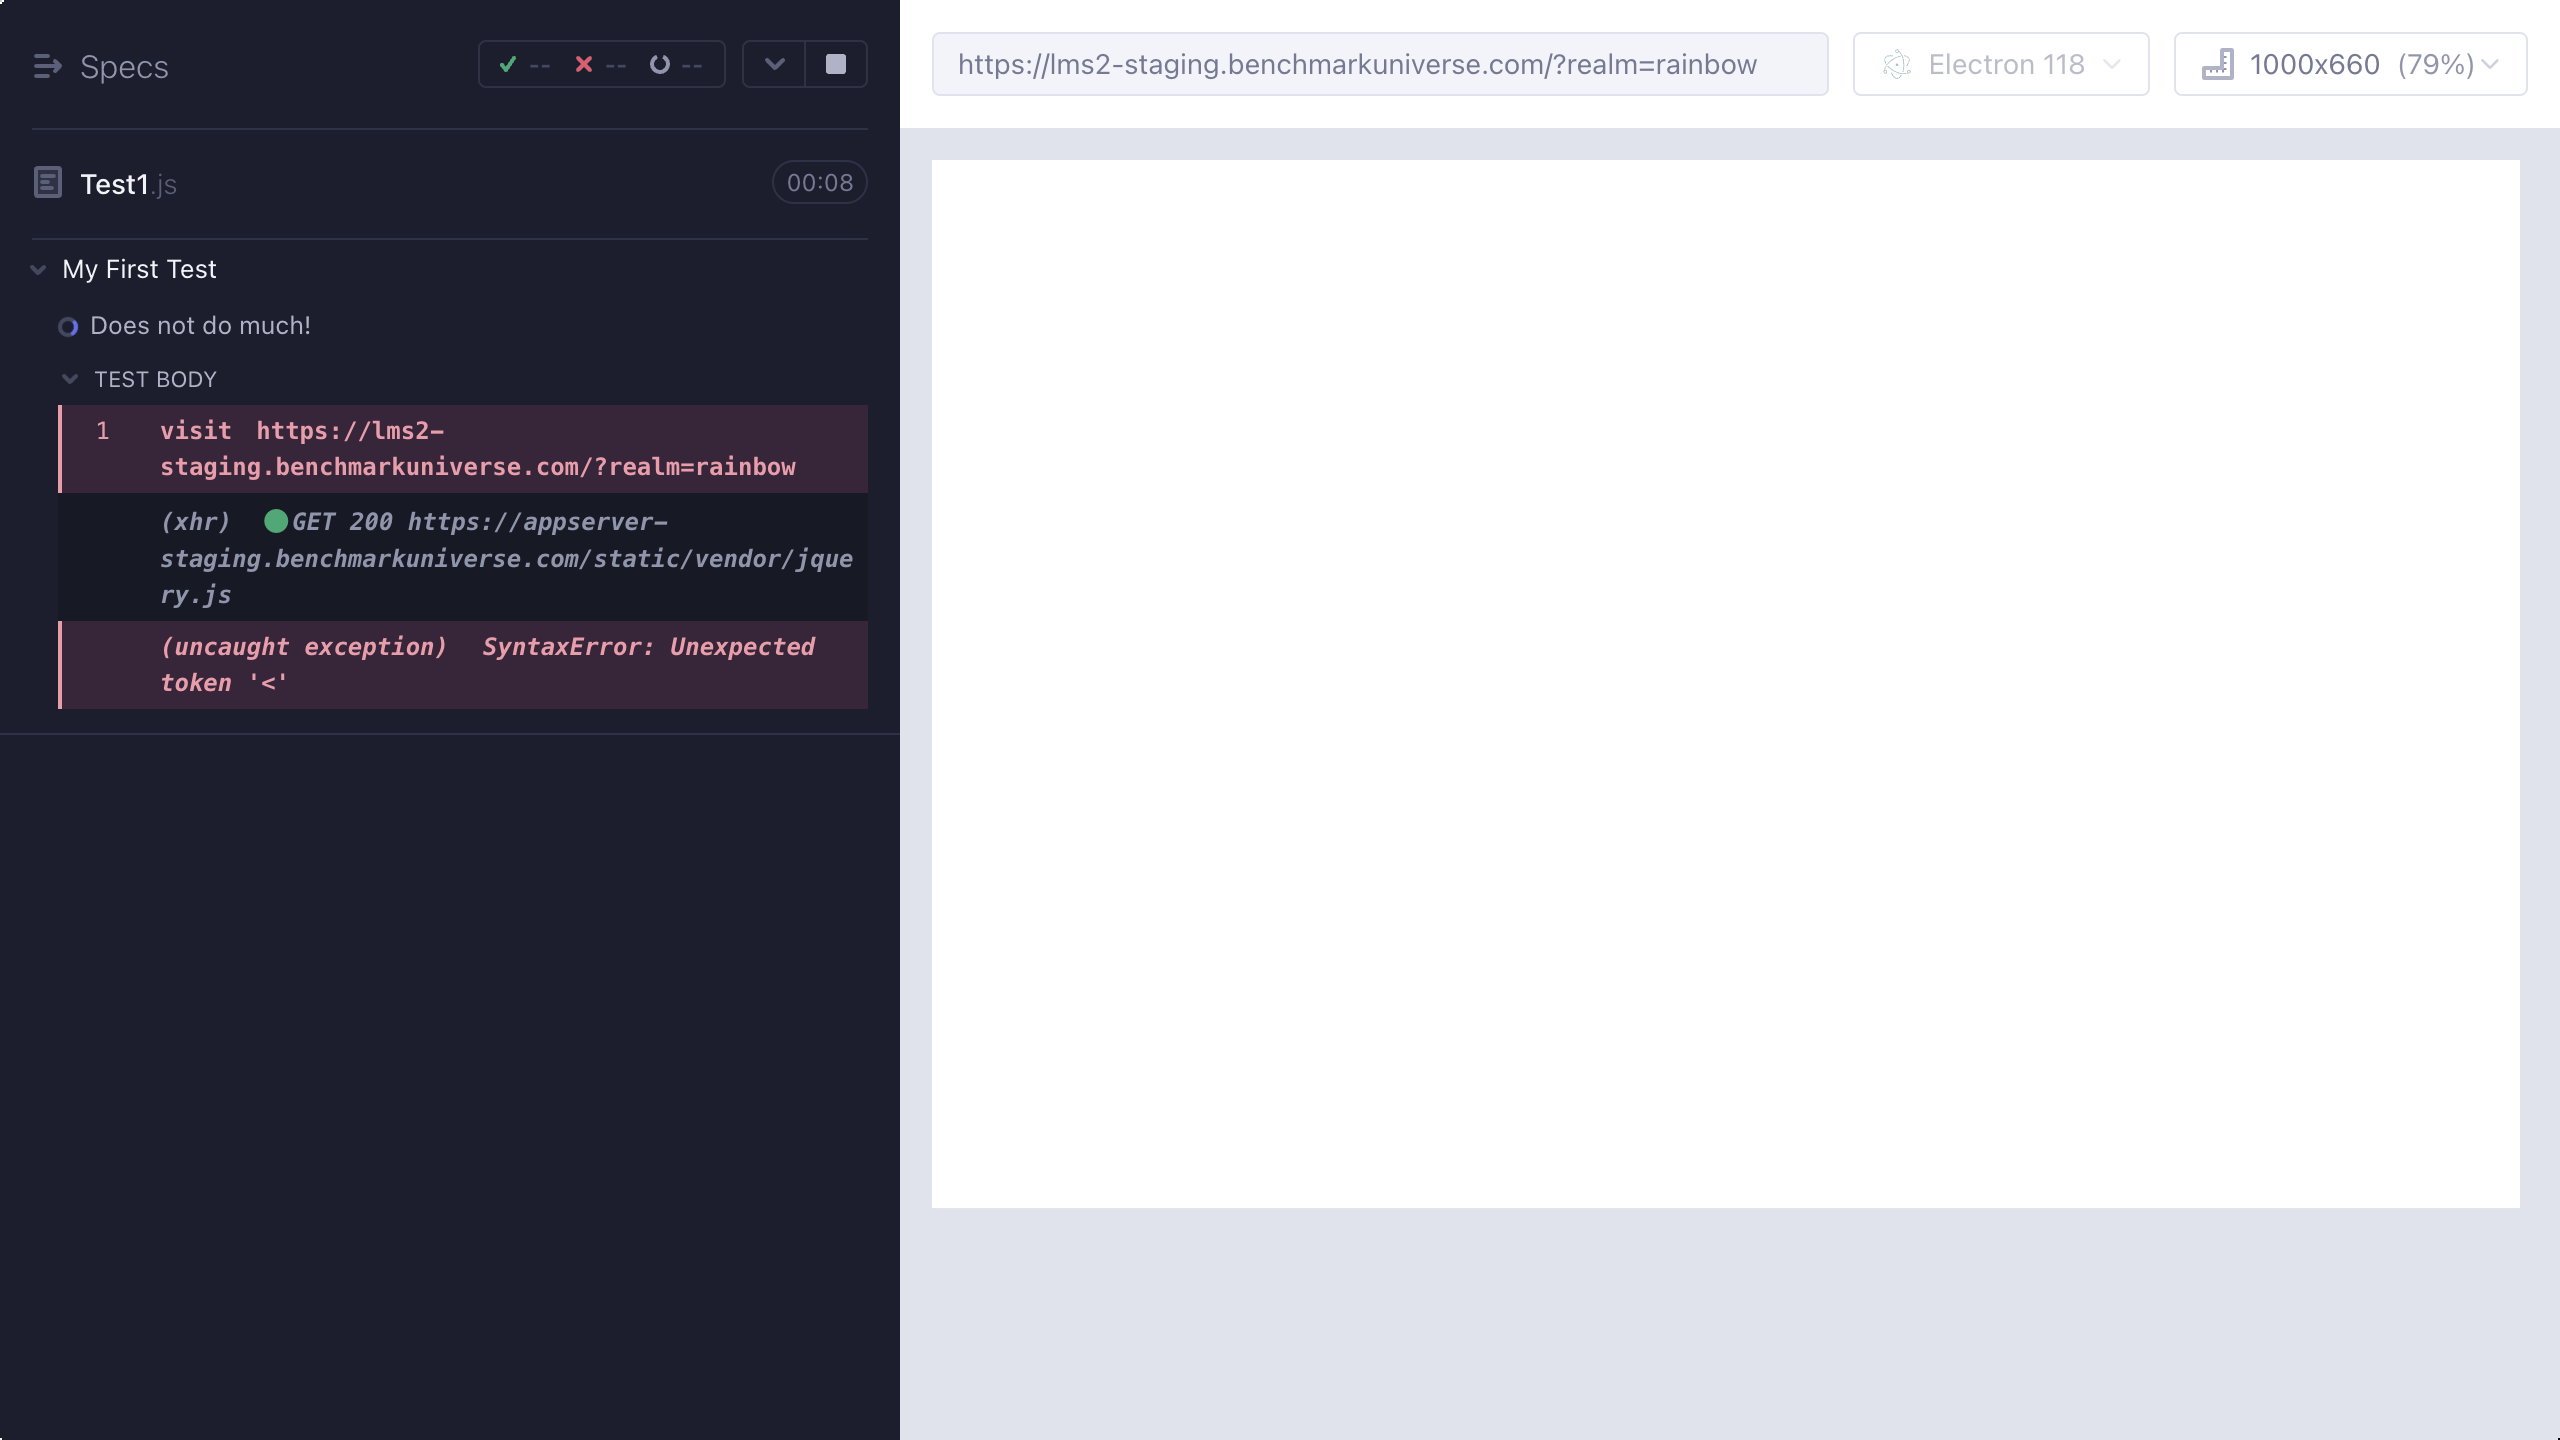 Specs
-- -- --
https://lms2-staging.benchmarkuniverse.com/?realm=rainbow
Electron 118
1000x660 (79%)
Test1.js
00:08
My First Test
Does not do much!
TEST BODY
1 visit https://lms2-
staging.benchmarkuniverse.com/?realm=rainbow
(xhr) GET 200 https://appserver-
staging.benchmarkuniverse.com/static/vendor/jque
ry.js
(uncaught exception) SyntaxError: Unexpected
token '<'